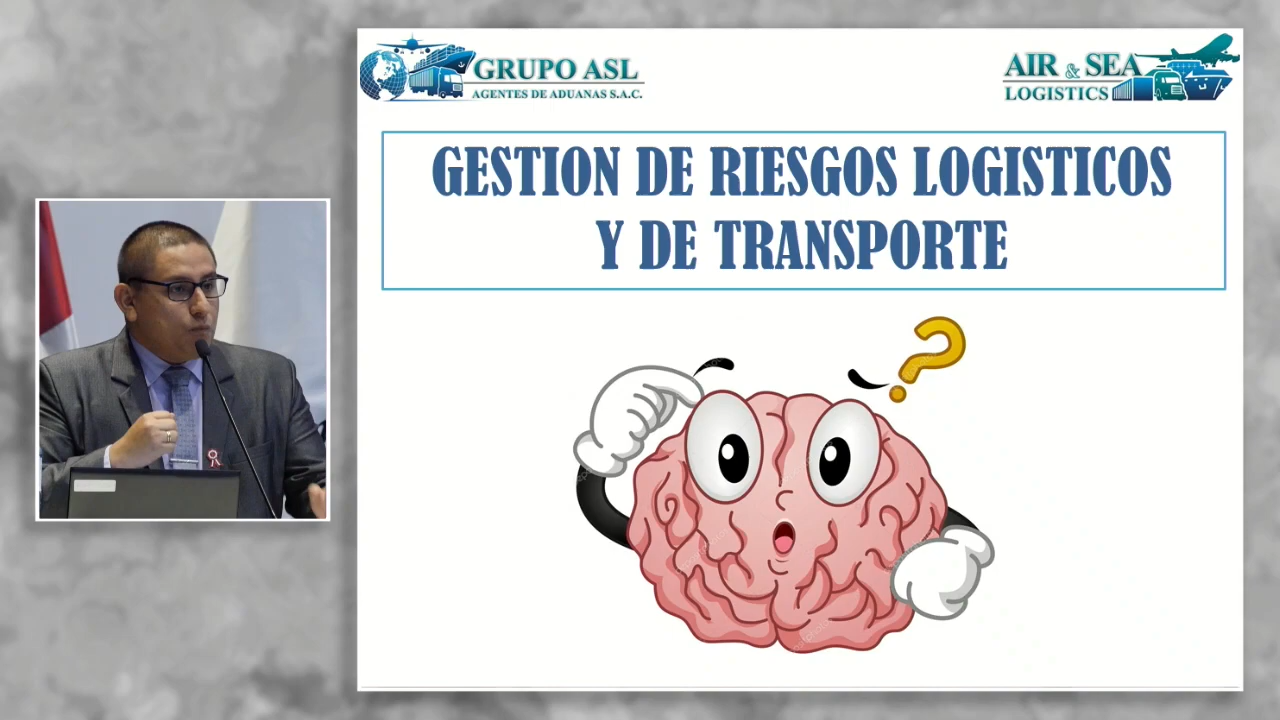 GRUPO ASL
AGENTES DE ADUANAS S.A.C.
AIR & SEA
LOGISTICS
GESTION DE RIESGOS LOGISTICOS
Y DE TRANSPORTE